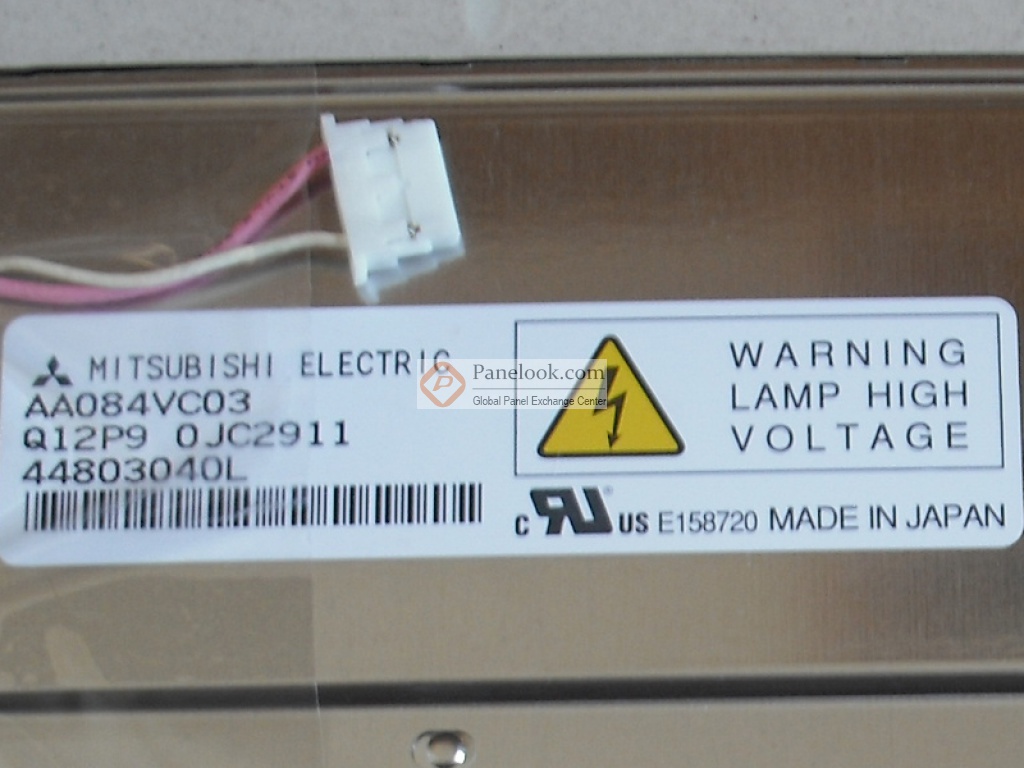 MITSUBISHI ELECTRIC
AA084VC03
Q12P9 0JC2911
44803040L
WARNING
LAMP HIGH
VOLTAGE
c RU US E158720 MADE IN JAPAN
Panelook.com
Global Panel Exchange Center